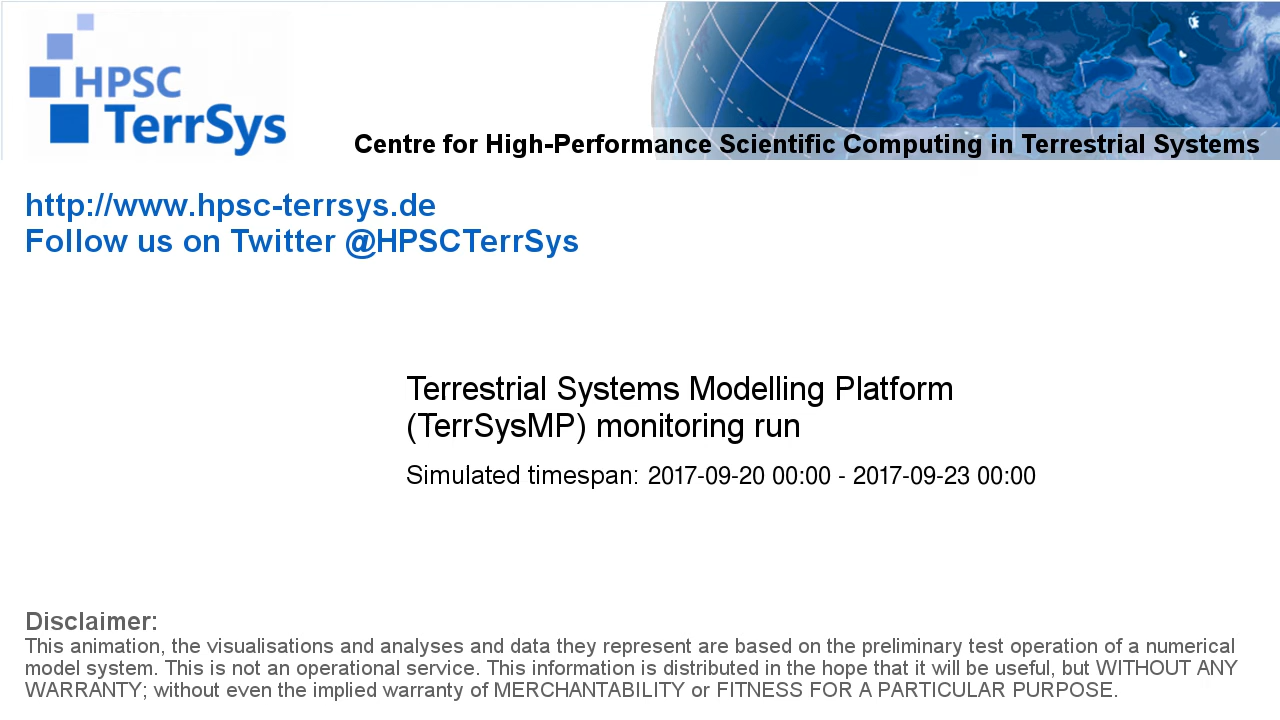 HPSC
TerrSys
Centre for High-Performance Scientific Computing in Terrestrial Systems
http://www.hpsc-terrsys.de
Follow us on Twitter @HPSCTerrSys
Terrestrial Systems Modelling Platform
(TerrSysMP) monitoring run
Simulated timespan: 2017-09-20 00:00 - 2017-09-23 00:00
Disclaimer:
This animation, the visualisations and analyses and data they represent are based on the preliminary test operation of a numerical
model system. This is not an operational service. This information is distributed in the hope that it will be useful, but WITHOUT ANY
WARRANTY; without even the implied warranty of MERCHANTABILITY or FITNESS FOR A PARTICULAR PURPOSE.